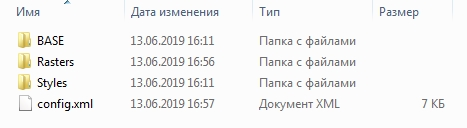 Имя Дата изменения Тип Размер
BASE 13.06.2019 16:11 Папка с файлами
Rasters 13.06.2019 16:56 Папка с файлами
Styles 13.06.2019 16:11 Папка с файлами
config.xml 13.06.2019 16:57 Документ XML 7 КБ